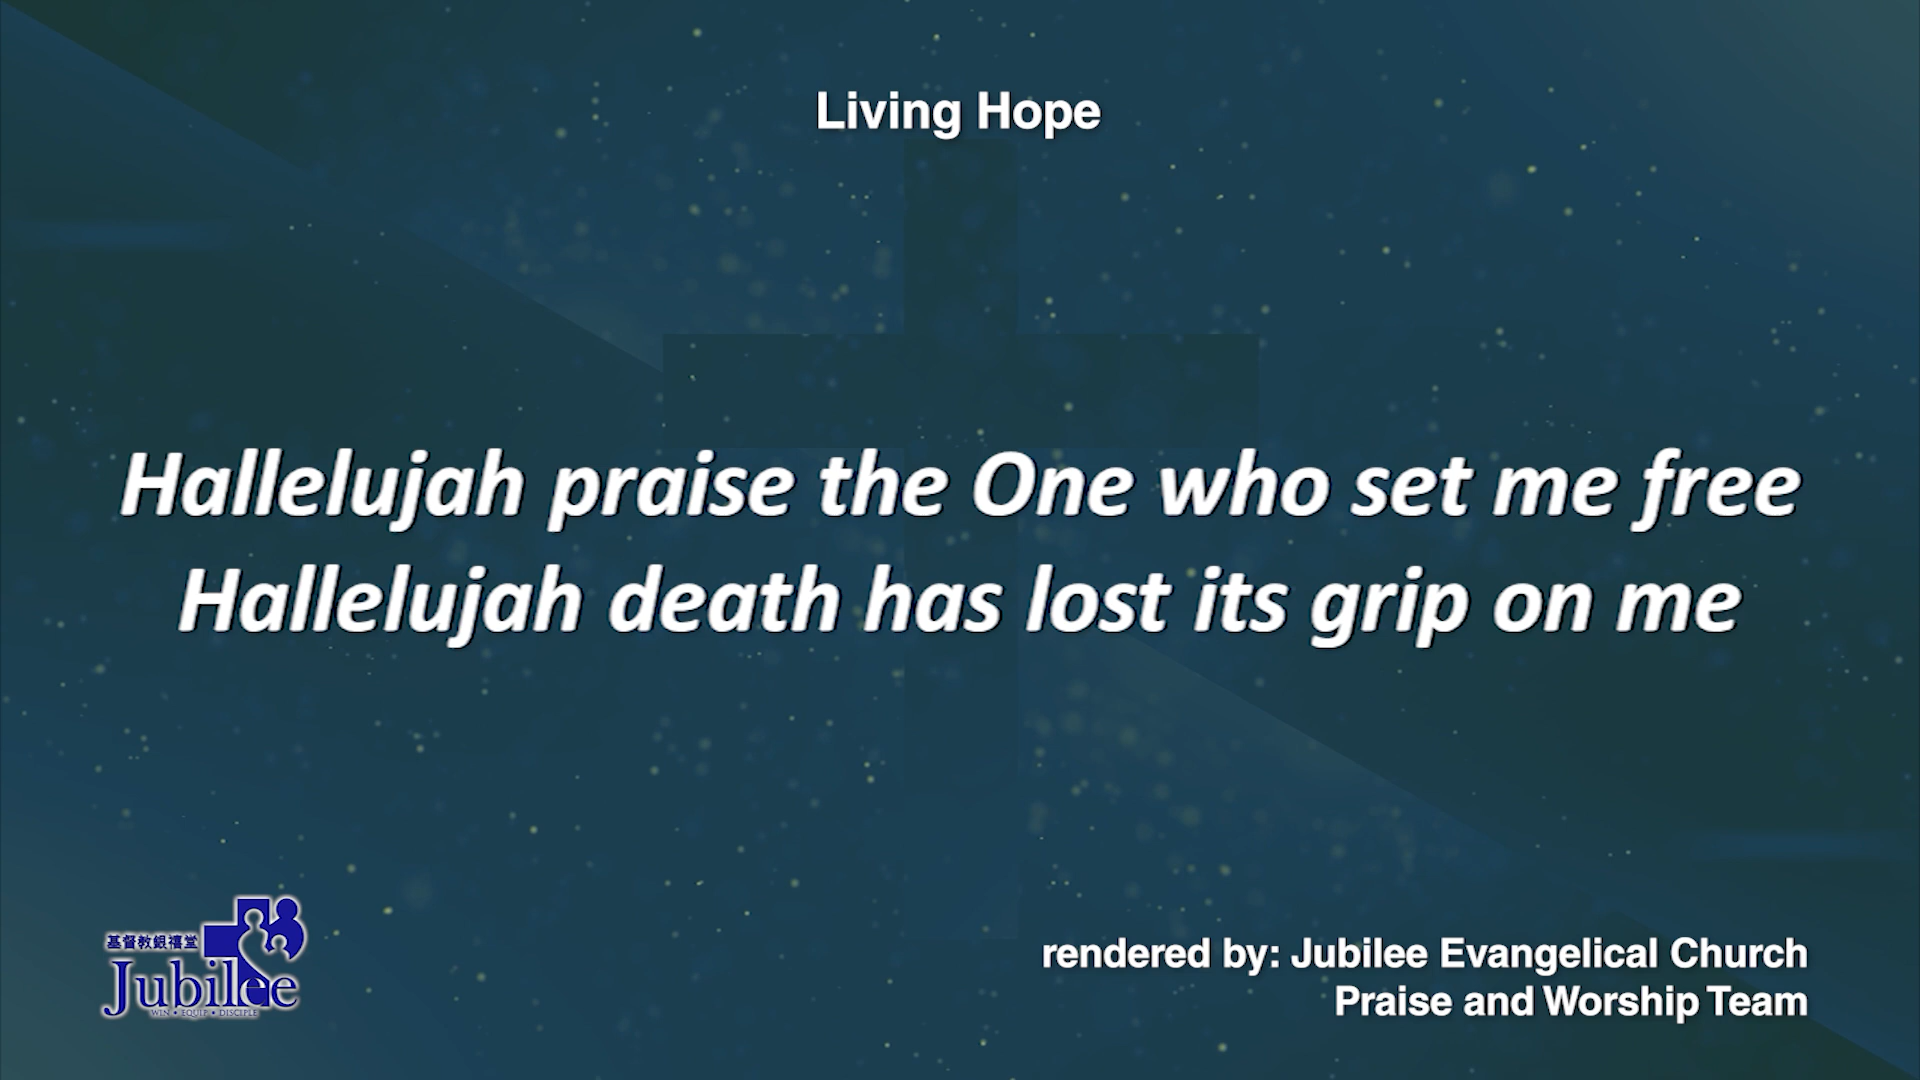 Living Hope
Hallelujah praise the One who set me free
Hallelujah death has lost its grip on me
基督教銀禧堂
Jubilee
WIN • EQUIP • DISCIPLE
rendered by: Jubilee Evangelical Church
Praise and Worship Team